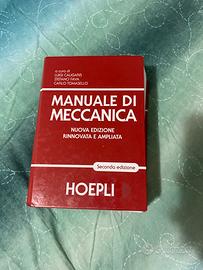 a cura di
LUIGI CALIGARIS
STEFANO FAVA
CARLO TOMASELLO
MANUALE DI
MECCANICA
NUOVA EDIZIONE
RINNOVATA E AMPLIATA
Seconda edizione
HOEPLI